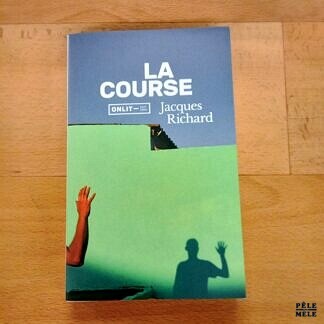 LA
COURSE
ONLIT—
Jacques
Richard
PÊLE
MÊLE